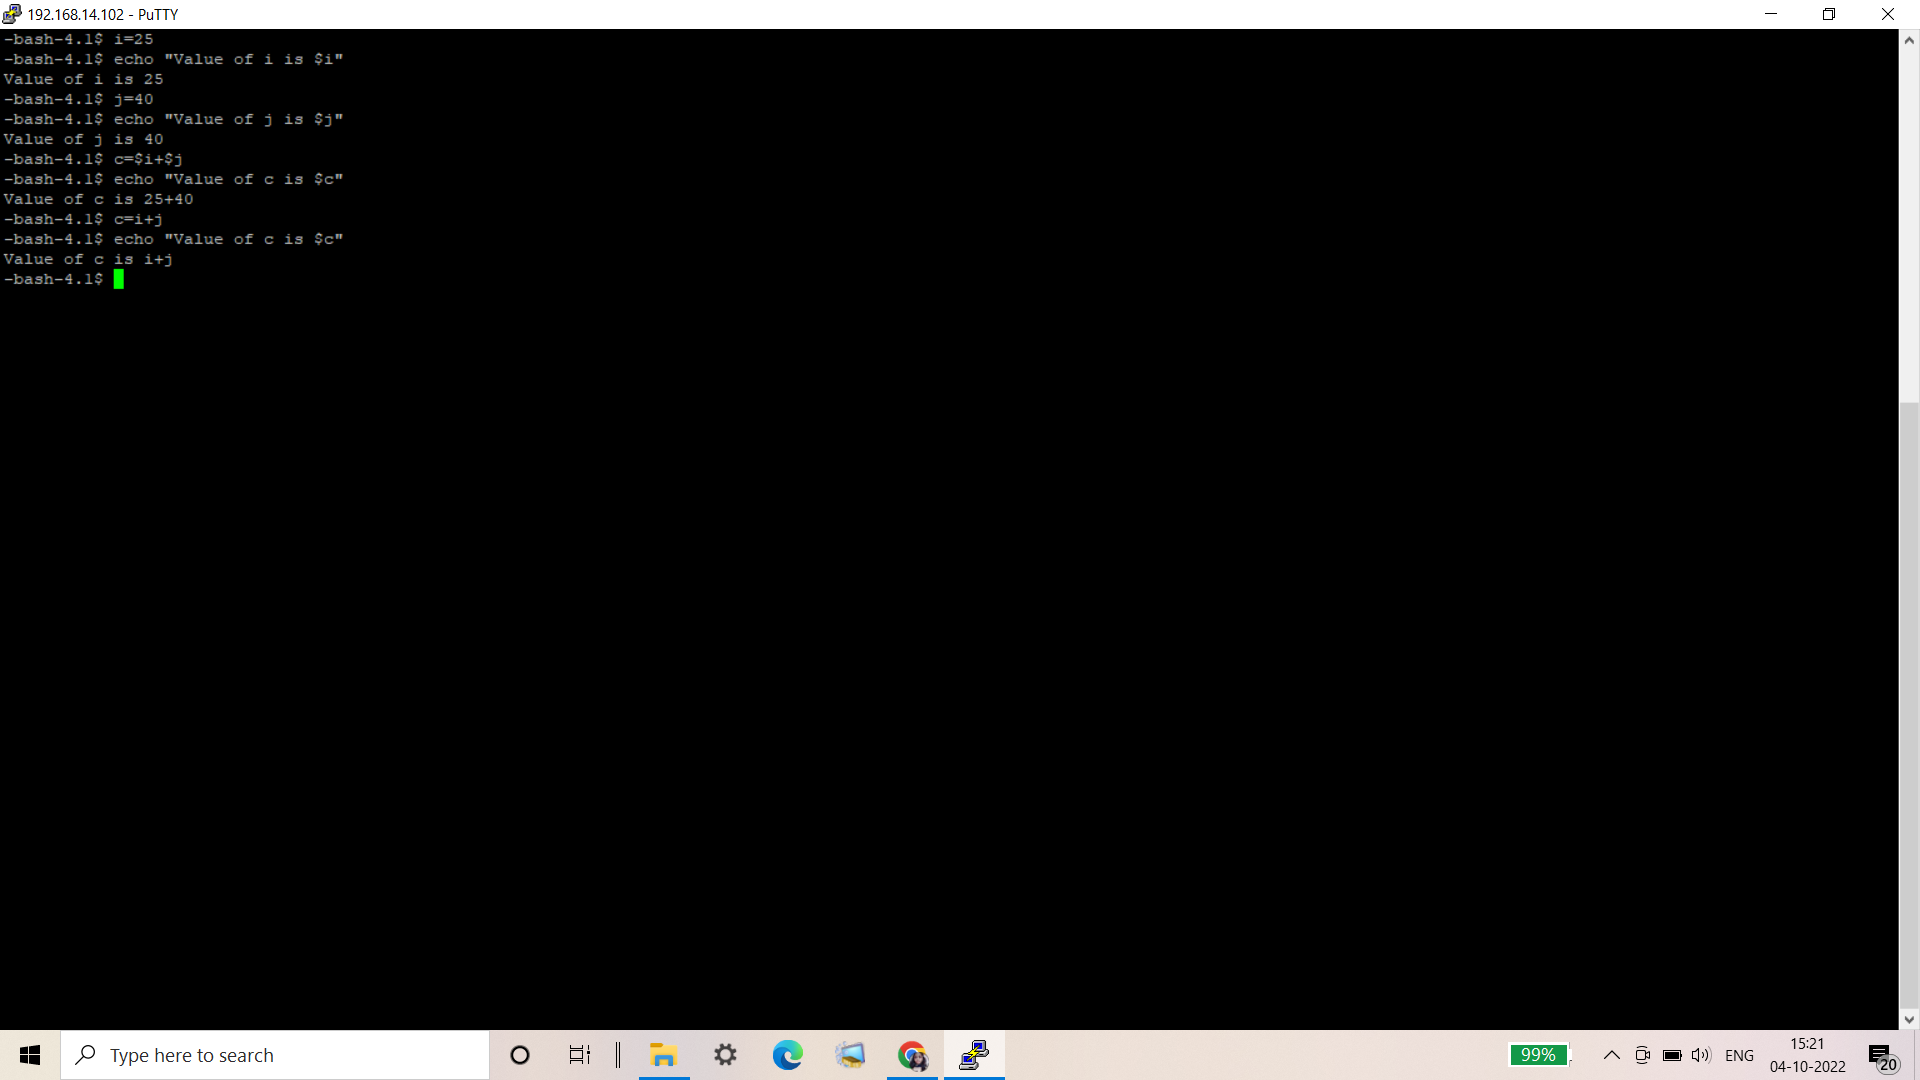 192.168.14.102 - PuTTY
-bash-4.1$ i=25
-bash-4.1$ echo "Value of i is $i"
Value of i is 25
-bash-4.1$ j=40
-bash-4.1$ echo "Value of j is $j"
Value of j is 40
-bash-4.1$ c=$i+$j
-bash-4.1$ echo "Value of c is $c"
Value of c is 25+40
-bash-4.1$ c=i+j
-bash-4.1$ echo "Value of c is $c"
Value of c is i+j
-bash-4.1$
Type here to search
99%
ENG
15:21
04-10-2022
20